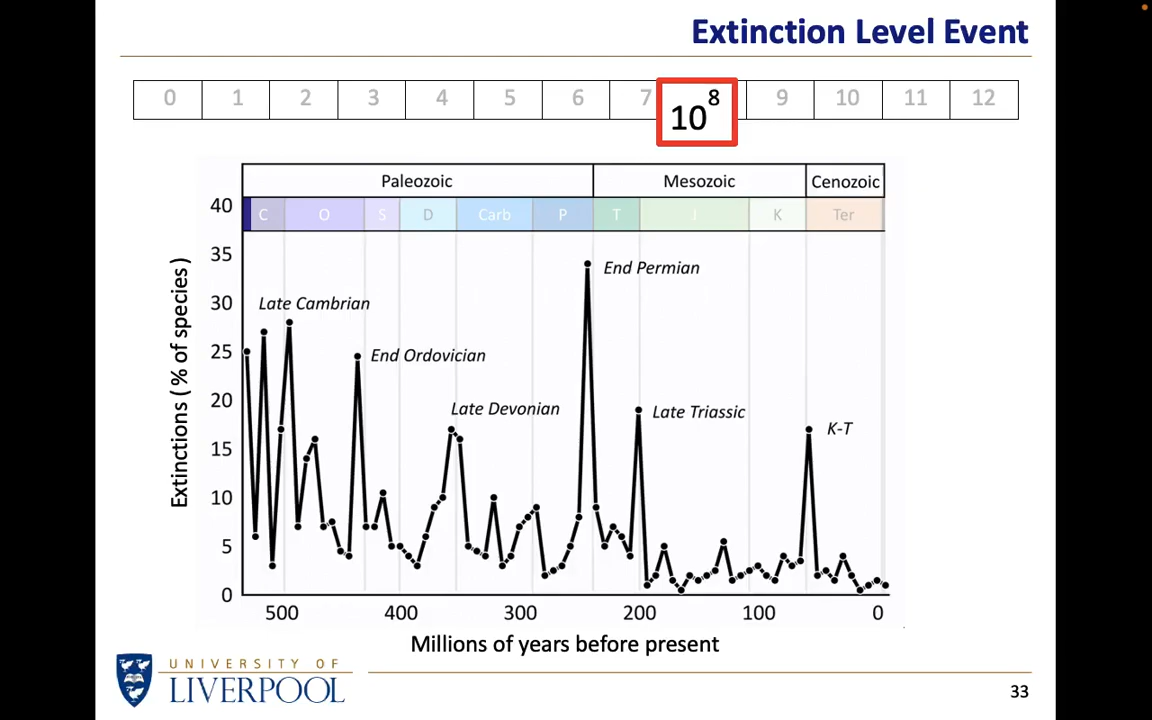 Extinction Level Event
0 1 2 3 4 5 6 7 10^8 9 10 11 12
Paleozoic Mesozoic Cenozoic
C O S D Carb P T J K Ter
40
35
30
25
20
15
10
5
0
Extinctions (% of species)
End Permian
Late Cambrian
End Ordovician
Late Devonian
Late Triassic
K-T
500 400 300 200 100 0
Millions of years before present
UNIVERSITY OF
LIVERPOOL
33